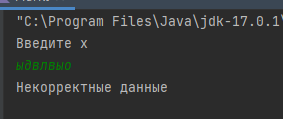 "C:\Program Files\Java\jdk-17.0.1\
Введите х
ыдвлвыо
Некорректные данные